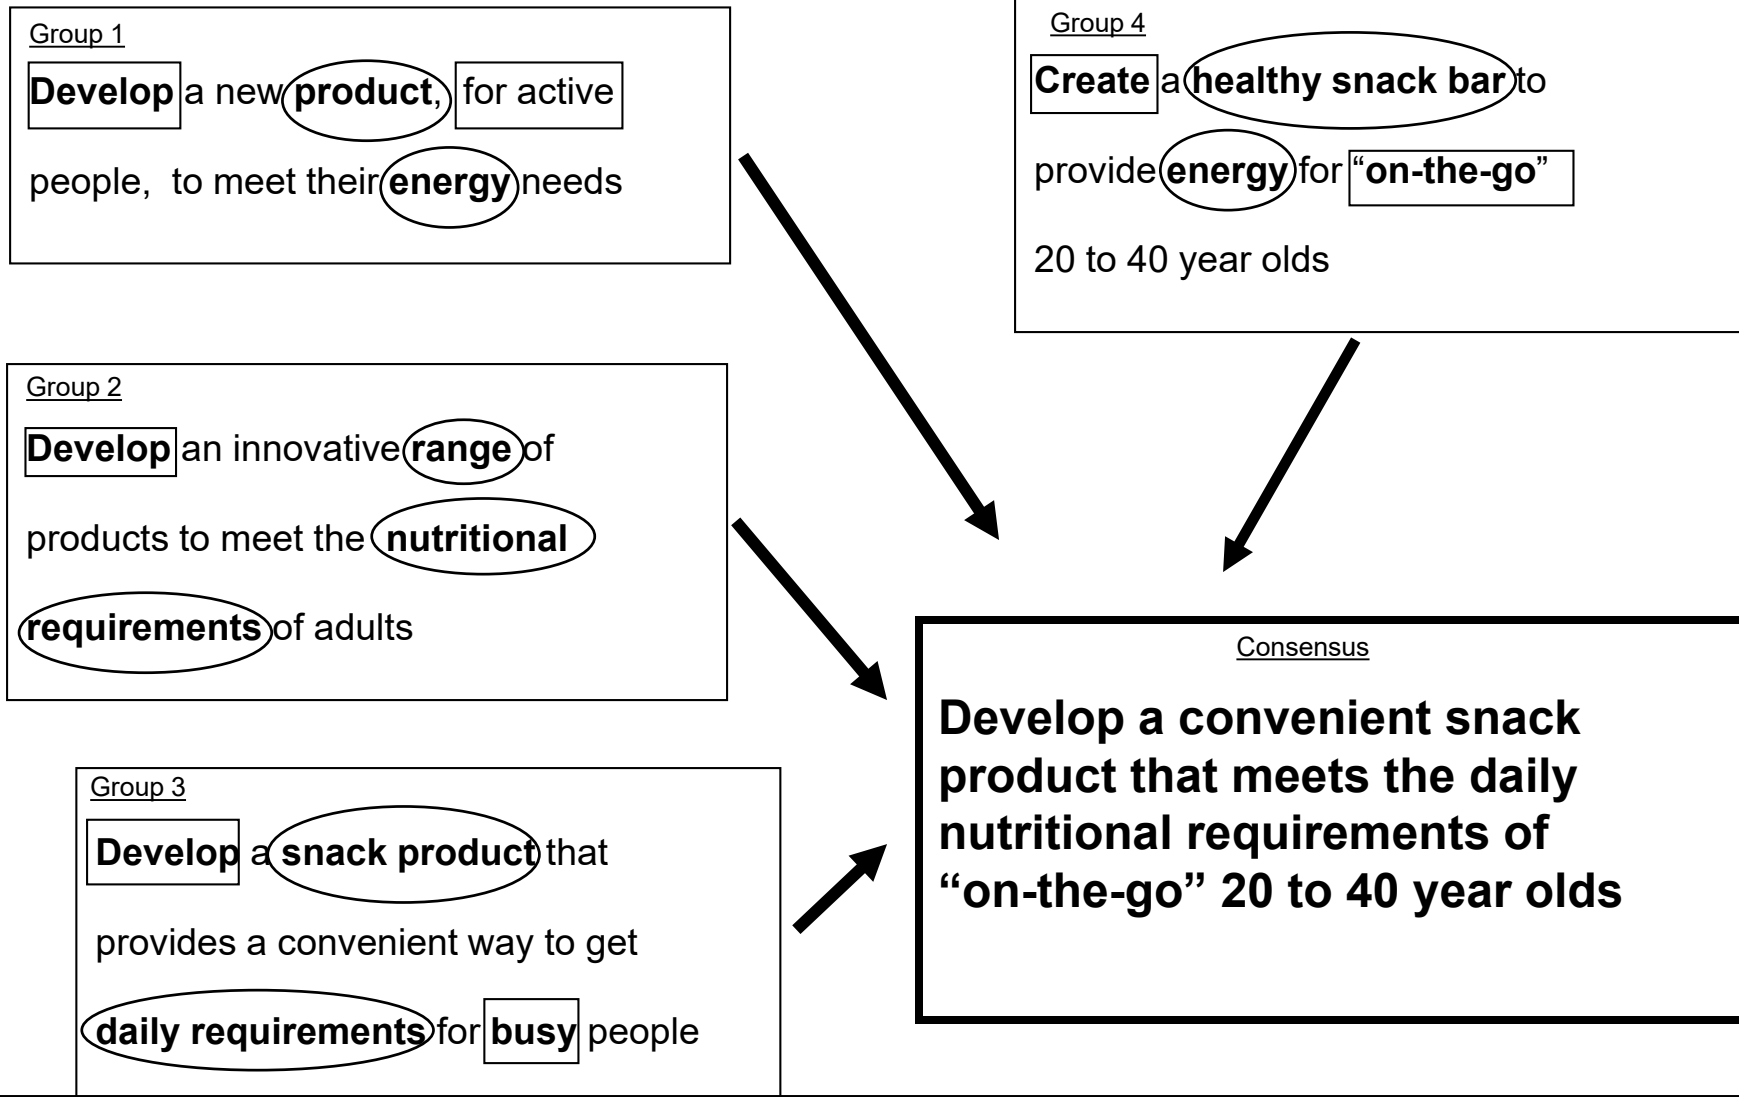 Group 1
Develop a new product, for active
people, to meet their energy needs
Group 2
Develop an innovative range of
products to meet the nutritional
requirements of adults
Group 3
Develop a snack product that
provides a convenient way to get
daily requirements for busy people
Group 4
Create a healthy snack bar to
provide energy for “on-the-go”
20 to 40 year olds
Consensus
Develop a convenient snack
product that meets the daily
nutritional requirements of
“on-the-go” 20 to 40 year olds